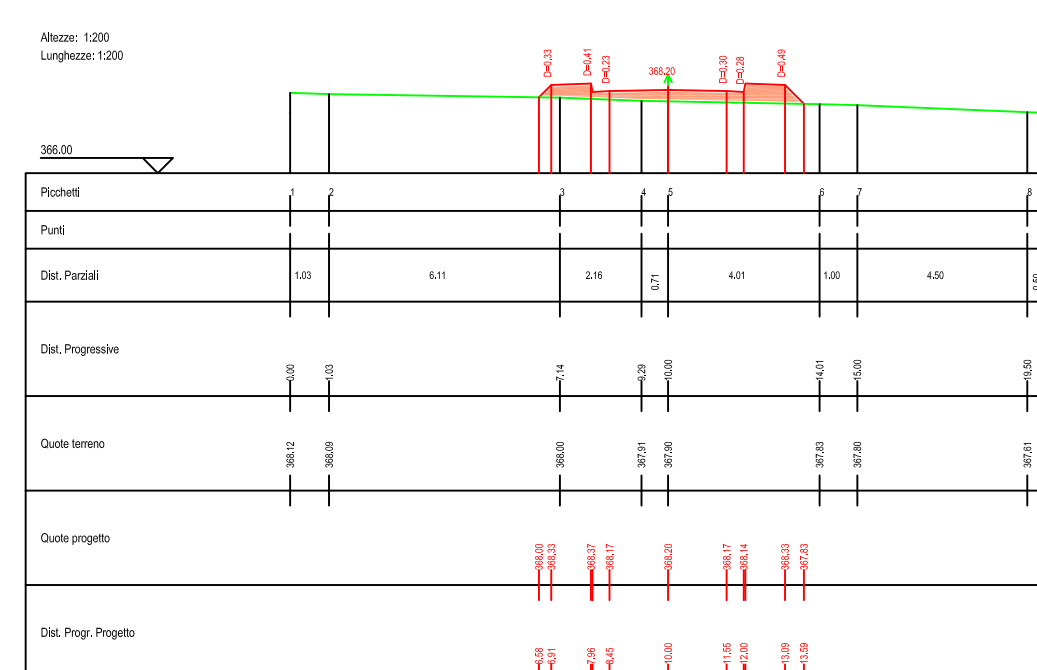 Altezze: 1:200
Lunghezze: 1:200
D=0.33 D=0.41 D=0.23 368.20 D=0.30 D=0.28 D=0.49
366.00
Picchetti 1 2 3 4 5 6 7 8
Punti
Dist. Parziali 1.03 6.11 2.16 0.71 4.01 1.00 4.50 0.50
Dist. Progressive 0.00 1.03 7.14 9.29 10.00 14.01 15.00 19.50
Quote terreno 368.12 368.09 368.00 367.91 367.90 367.83 367.80 367.61
Quote progetto 368.00 368.33 368.37 368.17 368.20 368.17 368.14 368.33 367.83
Dist. Progr. Progetto 6.58 6.91 7.96 8.45 10.00 11.55 12.00 13.09 13.59